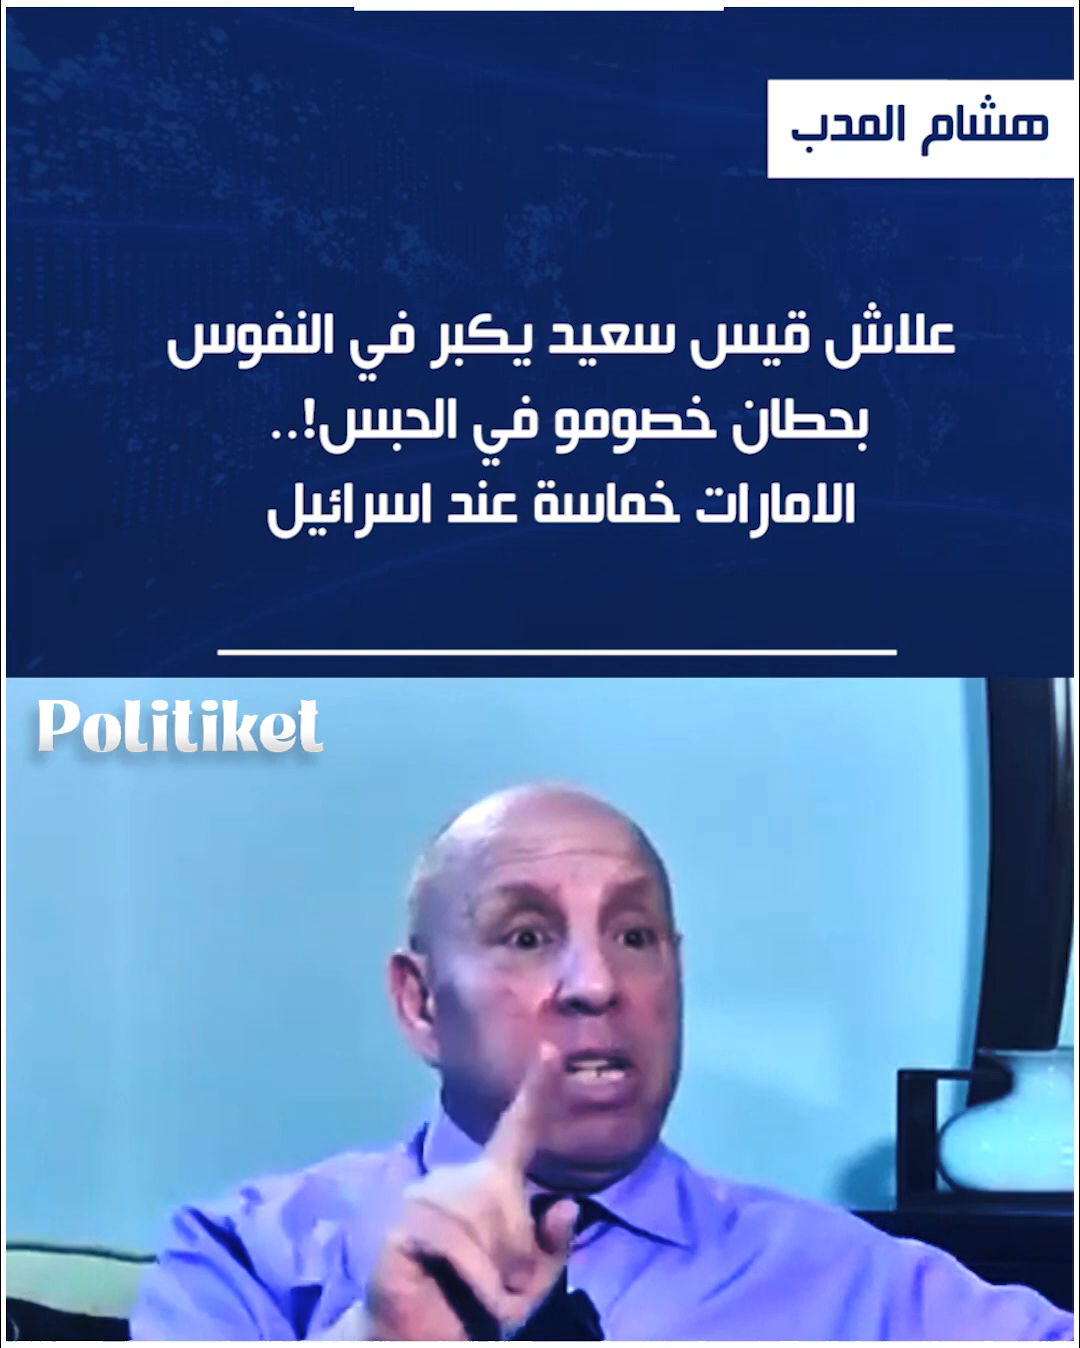 هشام المدب
علاش قيس سعيد يكبر في النفوس
بحطان خصومو في الحبس!..
الامارات خماسة عند اسرائيل
Politiket